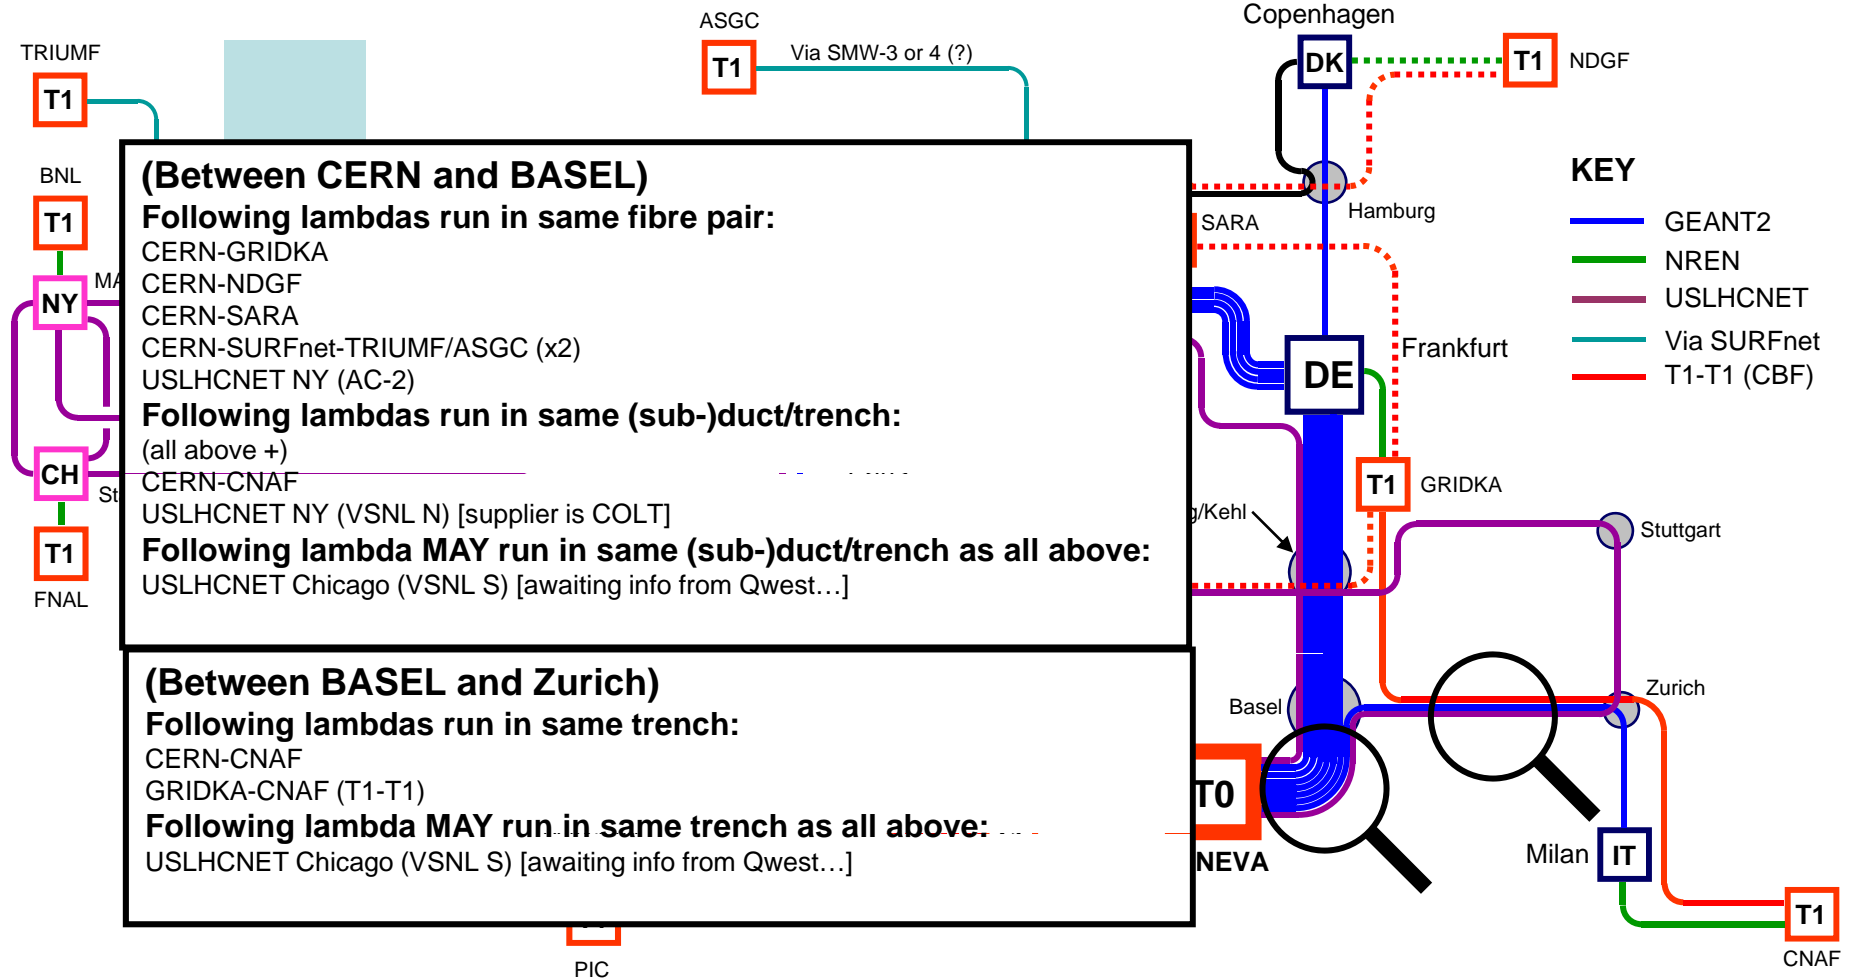 ASGC
Copenhagen
TRIUMF
T1
T1
Via SMW-3 or 4 (?)
DK
T1
NDGF
BNL
T1
NY
CH
T1
FNAL
(Between CERN and BASEL)
Following lambdas run in same fibre pair:
CERN-GRIDKA
CERN-NDGF
CERN-SARA
CERN-SURFnet-TRIUMF/ASGC (x2)
USLHCNET NY (AC-2)
Following lambdas run in same (sub-)duct/trench:
(all above +)
CERN-CNAF
USLHCNET NY (VSNL N) [supplier is COLT]
Following lambda MAY run in same (sub-)duct/trench as all above:
USLHCNET Chicago (VSNL S) [awaiting info from Qwest…]
(Between BASEL and Zurich)
Following lambdas run in same trench:
CERN-CNAF
GRIDKA-CNAF (T1-T1)
Following lambda MAY run in same trench as all above:
USLHCNET Chicago (VSNL S) [awaiting info from Qwest…]
PIC
SARA
Hamburg
KEY
GEANT2
NREN
USLHCNET
Via SURFnet
T1-T1 (CBF)
DE
Frankfurt
T1
GRIDKA
g/Kehl
Stuttgart
Basel
Zurich
T0
NEVA
Milan
IT
T1
CNAF